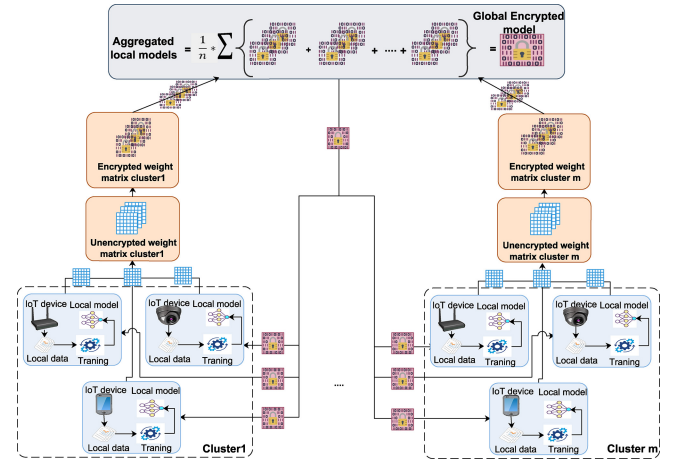 Aggregated
local models
= 1/n * ∑ { + + + .... + } =
Global Encrypted
model
Encrypted weight
matrix cluster1
Encrypted weight
matrix cluster m
Unencrypted weight
matrix cluster1
Unencrypted weight
matrix cluster m
IoT device Local model
Local data Traning
IoT device Local model
Local data Traning
IoT device Local model
Local data Traning
Cluster1
....
IoT device Local model
Local data Traning
IoT device Local model
Local data Traning
IoT device Local model
Local data Traning
Cluster m